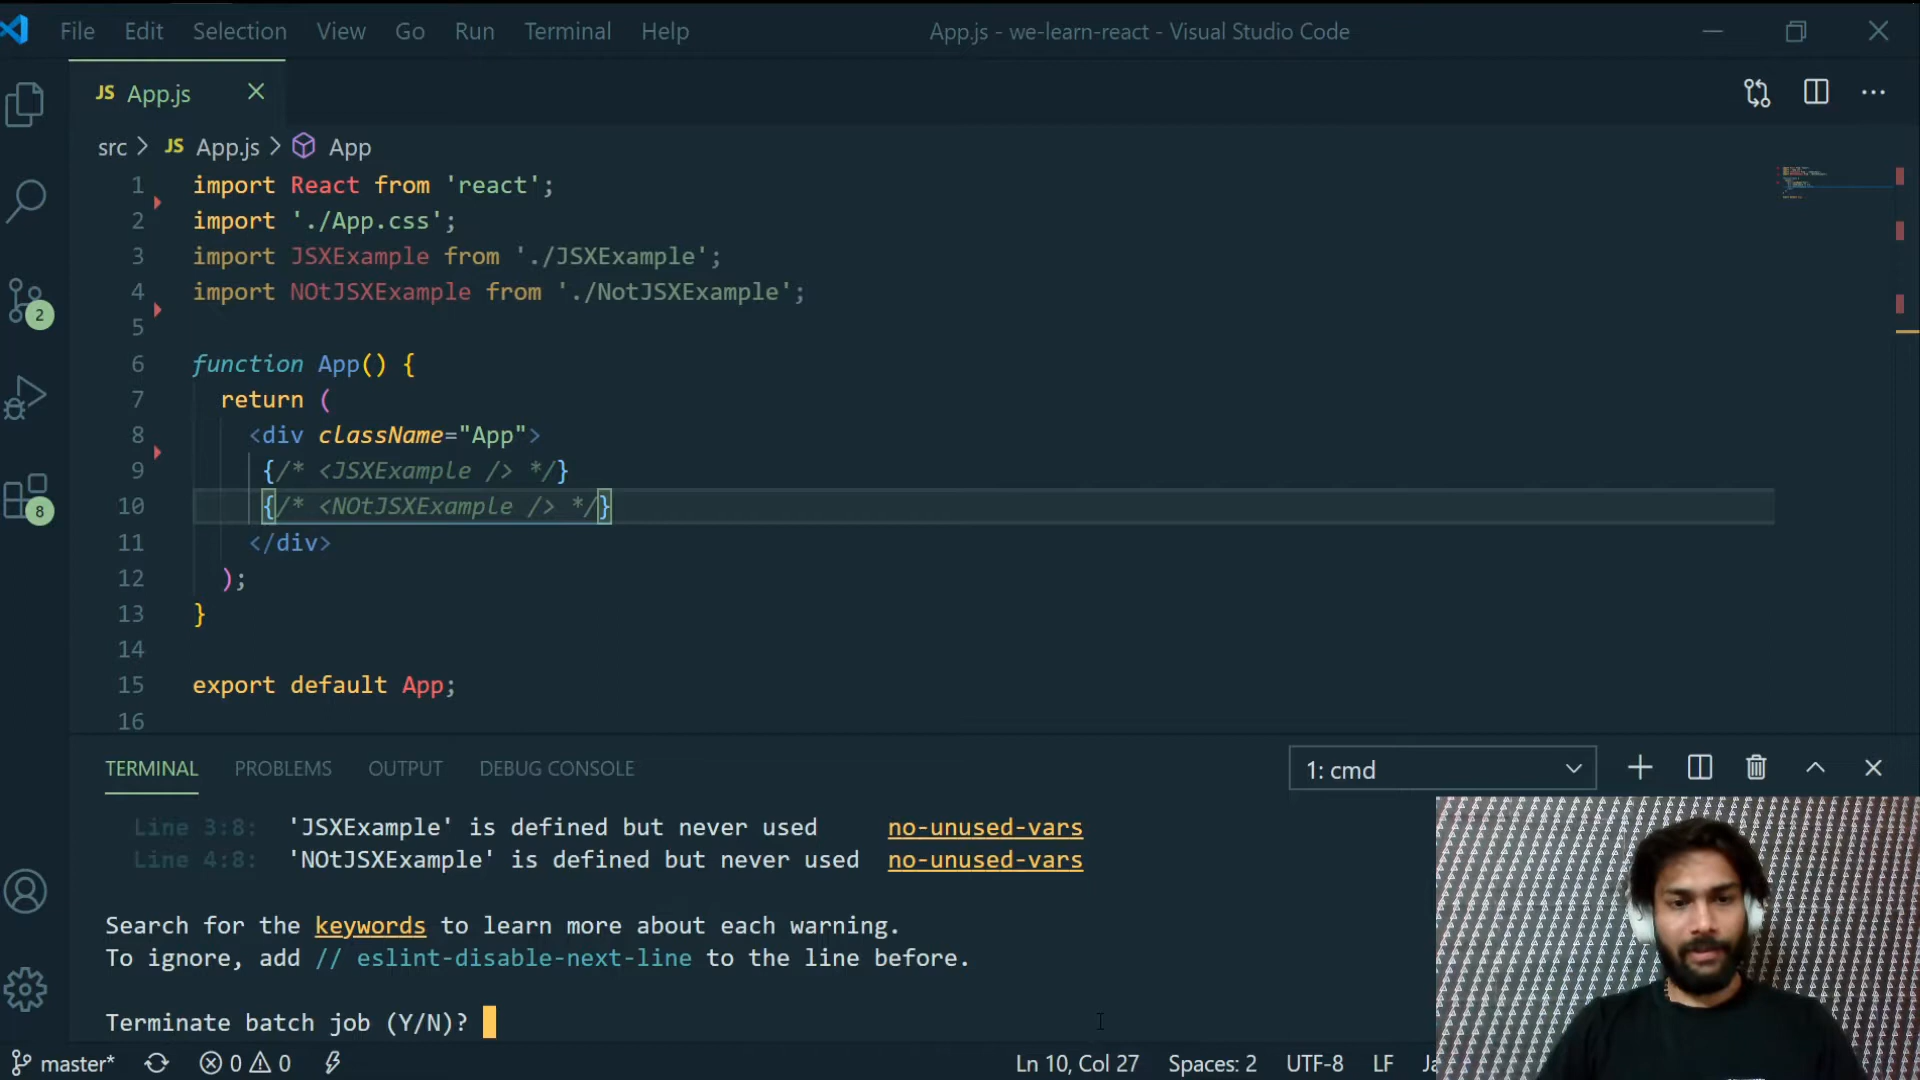 File Edit Selection View Go Run Terminal Help App.js - we-learn-react - Visual Studio Code
JS App.js
src > JS App.js > App
1 import React from 'react';
2 import './App.css';
3 import JSXExample from './JSXExample';
4 import NOtJSXExample from './NotJSXExample';
5
6 function App() {
7 return (
8 <div className="App">
9 {/* <JSXExample /> */}
10 {/* <NOtJSXExample /> */}
11 </div>
12 );
13 }
14
15 export default App;
16
2
8
TERMINAL PROBLEMS OUTPUT DEBUG CONSOLE 1: cmd
Line 3:8: 'JSXExample' is defined but never used no-unused-vars
Line 4:8: 'NOtJSXExample' is defined but never used no-unused-vars
Search for the keywords to learn more about each warning.
To ignore, add // eslint-disable-next-line to the line before.
Terminate batch job (Y/N)?
master* 0 0 Ln 10, Col 27 Spaces: 2 UTF-8 LF